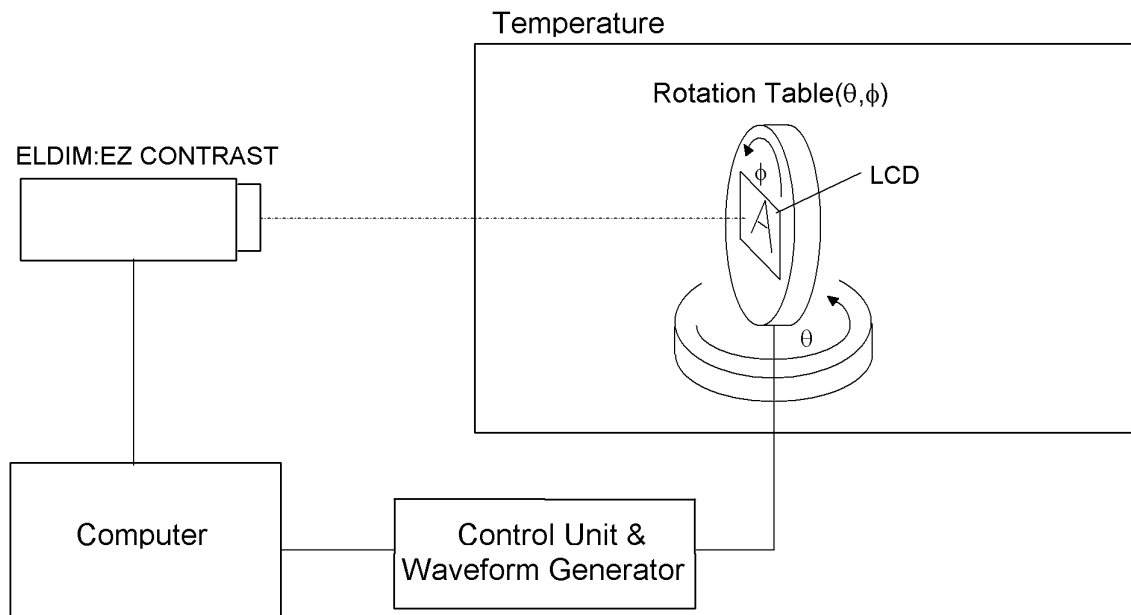 Temperature
Rotation Table(θ,ϕ)
ELDIM:EZ CONTRAST
ϕ
LCD
A
θ
Computer
Control Unit &
Waveform Generator